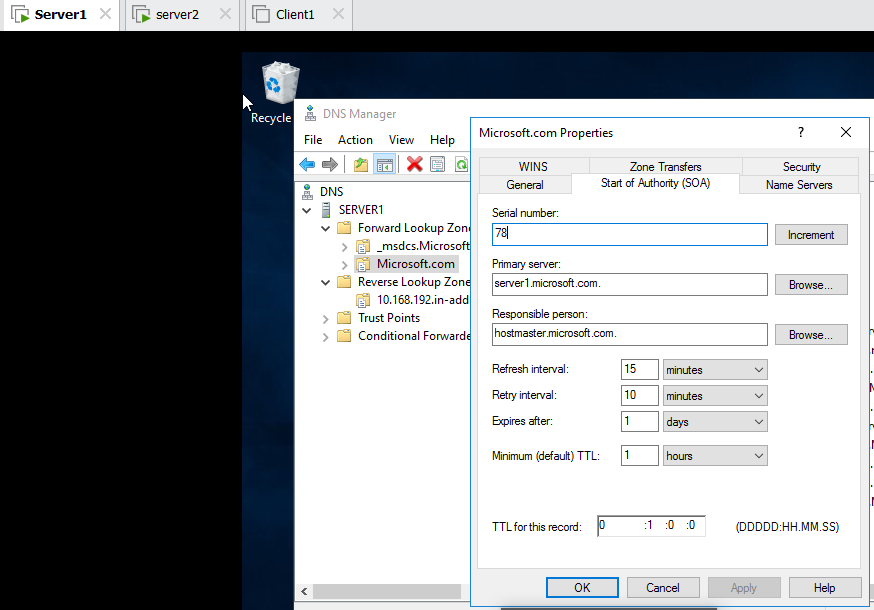 Server1
server2
Client1
Recycle
DNS Manager
File Action View Help
DNS
SERVER1
Forward Lookup Zone
_msdcs.Microsoft
Microsoft.com
Reverse Lookup Zone
10.168.192.in-add
Trust Points
Conditional Forwarde
Microsoft.com Properties
?
WINS Zone Transfers Security
General Start of Authority (SOA) Name Servers
Serial number:
78 Increment
Primary server:
server1.microsoft.com. Browse...
Responsible person:
hostmaster.microsoft.com. Browse...
Refresh interval: 15 minutes
Retry interval: 10 minutes
Expires after: 1 days
Minimum (default) TTL: 1 hours
TTL for this record: 0 :1 :0 :0 (DDDDD:HH.MM.SS)
OK Cancel Apply Help